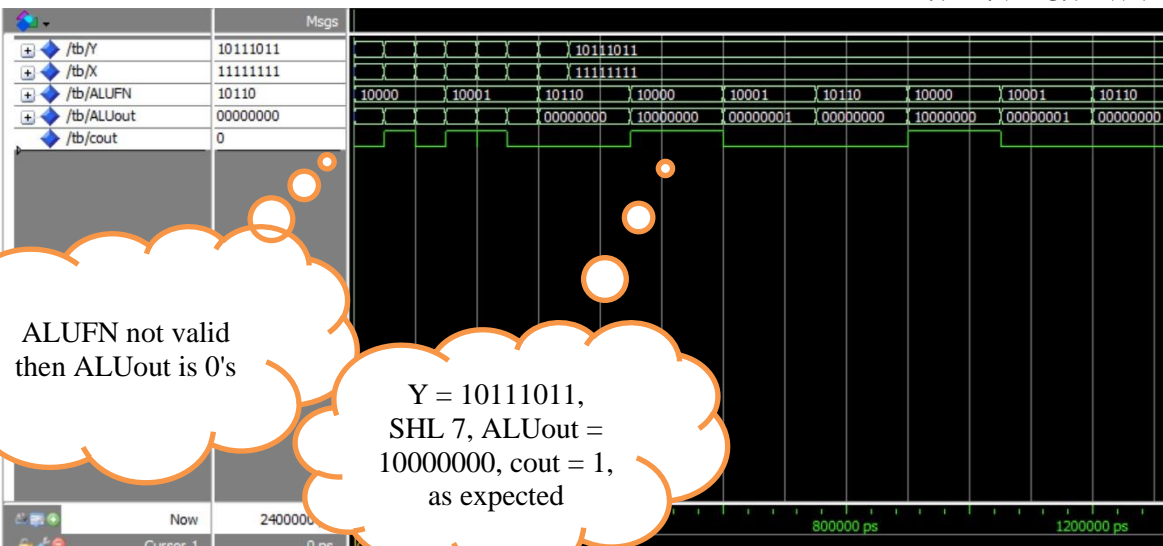 Msgs
/tb/Y 10111011 10111011
/tb/X 11111111 11111111
/tb/ALUFN 10110 10000 10001 10110 10000 10001 10110 10000 10001 10110
/tb/ALUout 00000000 00000000 10000000 00000001 00000000 10000000 00000001 00000000
/tb/cout 0
ALUFN not valid
then ALUout is 0's
Y = 10111011,
SHL 7, ALUout =
10000000, cout = 1,
as expected
Now 2400000
800000 ps 1200000 ps
Cursor 1 0 ps